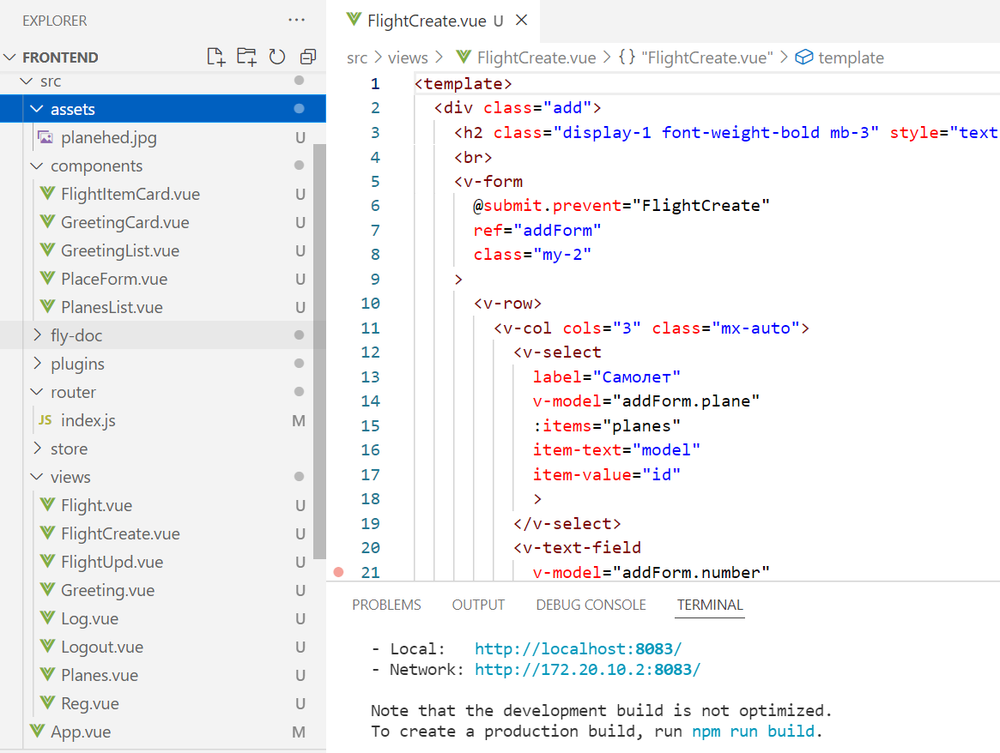 EXPLORER
FRONTEND
src
assets
planehed.jpg U
components
FlightItemCard.vue U
GreetingCard.vue U
GreetingList.vue U
PlaceForm.vue U
PlanesList.vue U
fly-doc
plugins
router
JS index.js M
store
views
Flight.vue U
FlightCreate.vue U
FlightUpd.vue U
Greeting.vue U
Log.vue U
Logout.vue U
Planes.vue U
Reg.vue U
App.vue M
FlightCreate.vue U
src > views > FlightCreate.vue > {} "FlightCreate.vue" > template
1 <template>
2 <div class="add">
3 <h2 class="display-1 font-weight-bold mb-3" style="text
4 <br>
5 <v-form
6 @submit.prevent="FlightCreate"
7 ref="addForm"
8 class="my-2"
9 >
10 <v-row>
11 <v-col cols="3" class="mx-auto">
12 <v-select
13 label="Самолет"
14 v-model="addForm.plane"
15 :items="planes"
16 item-text="model"
17 item-value="id"
18 >
19 </v-select>
20 <v-text-field
21 v-model="addForm.number"
PROBLEMS OUTPUT DEBUG CONSOLE TERMINAL
- Local: http://localhost:8083/
- Network: http://172.20.10.2:8083/
Note that the development build is not optimized.
To create a production build, run npm run build.